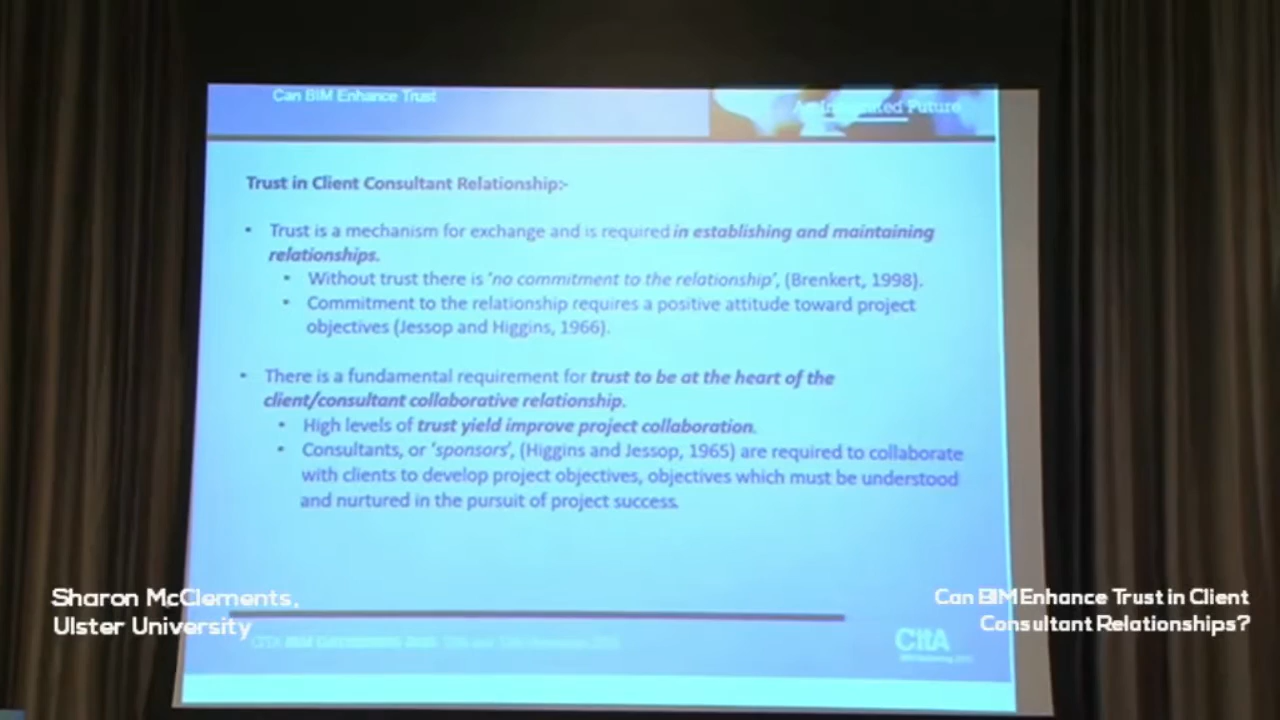 Can BIM Enhance Trust
An Integrated Future
Trust in Client Consultant Relationship:-
• Trust is a mechanism for exchange and is required in establishing and maintaining
relationships.
• Without trust there is 'no commitment to the relationship', (Brenkert, 1998).
• Commitment to the relationship requires a positive attitude toward project
objectives (Jessop and Higgins, 1966).
• There is a fundamental requirement for trust to be at the heart of the
client/consultant collaborative relationship.
• High levels of trust yield improve project collaboration.
• Consultants, or 'sponsors', (Higgins and Jessop, 1965) are required to collaborate
with clients to develop project objectives, objectives which must be understood
and nurtured in the pursuit of project success.
Sharon McClements,
Ulster University
Can BIM Enhance Trust in Client
Consultant Relationships?
CITA BIM
CitA